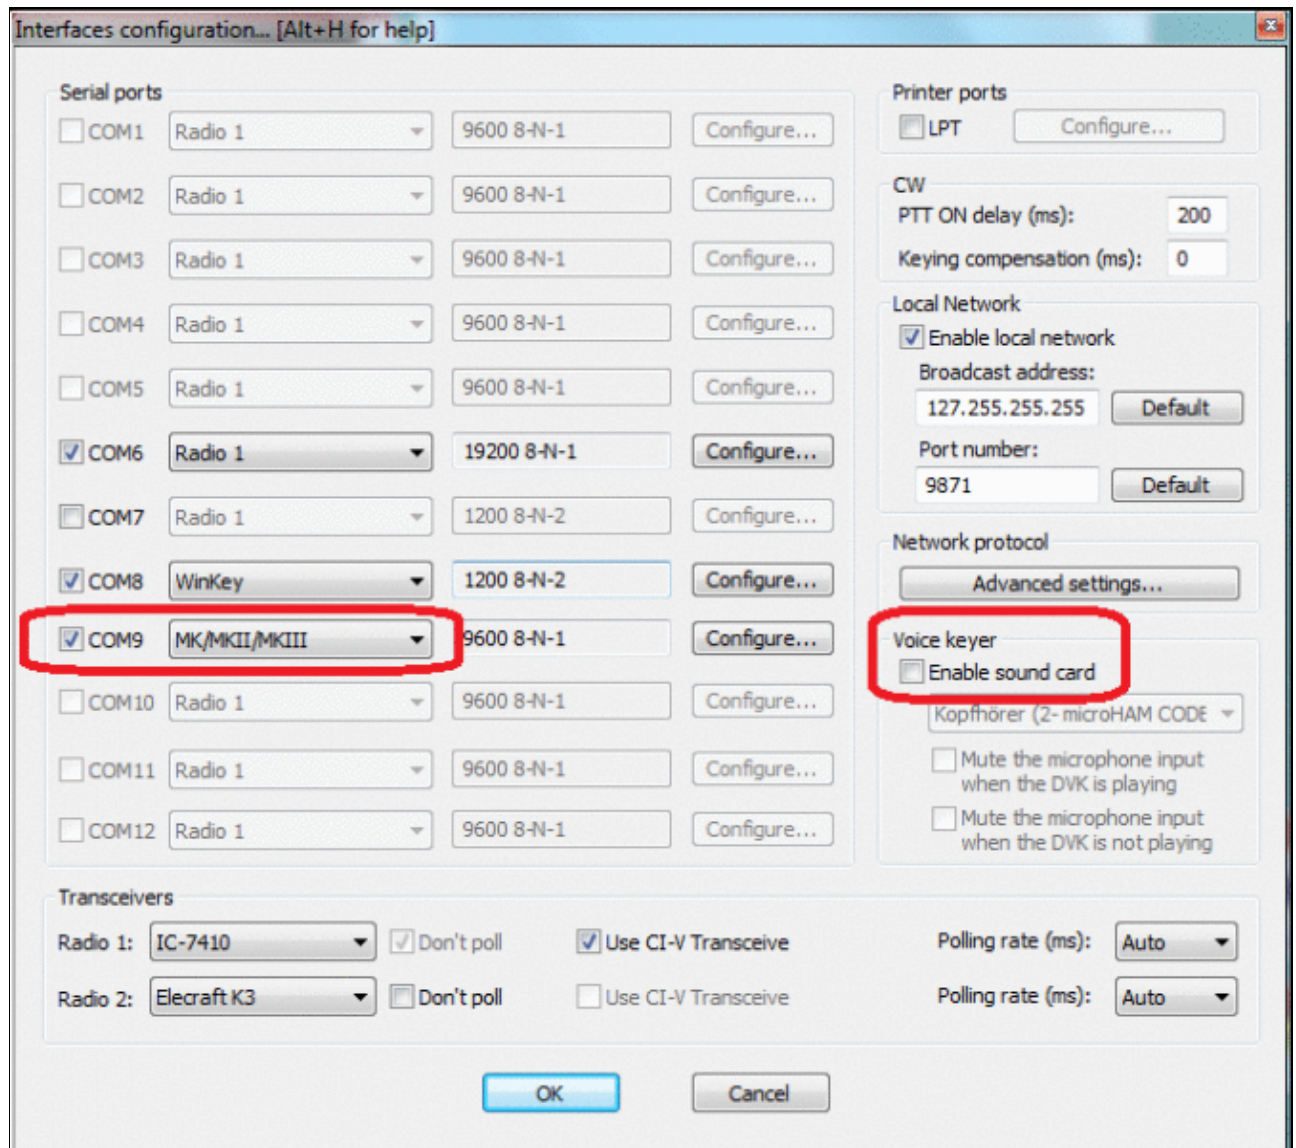 Interfaces configuration... [Alt+H for help]
Serial ports
COM1 Radio 1 9600 8-N-1 Configure...
COM2 Radio 1 9600 8-N-1 Configure...
COM3 Radio 1 9600 8-N-1 Configure...
COM4 Radio 1 9600 8-N-1 Configure...
COM5 Radio 1 9600 8-N-1 Configure...
COM6 Radio 1 19200 8-N-1 Configure...
COM7 Radio 1 1200 8-N-2 Configure...
COM8 WinKey 1200 8-N-2 Configure...
COM9 MK/MKII/MKIII 9600 8-N-1 Configure...
COM10 Radio 1 9600 8-N-1 Configure...
COM11 Radio 1 9600 8-N-1 Configure...
COM12 Radio 1 9600 8-N-1 Configure...
Printer ports
LPT Configure...
CW
PTT ON delay (ms): 200
Keying compensation (ms): 0
Local Network
Enable local network
Broadcast address:
127.255.255.255 Default
Port number:
9871 Default
Network protocol
Advanced settings...
Voice keyer
Enable sound card
Kopfhörer (2- microHAM CODE
Mute the microphone input
when the DVK is playing
Mute the microphone input
when the DVK is not playing
Transceivers
Radio 1: IC-7410 Don't poll Use CI-V Transceive Polling rate (ms): Auto
Radio 2: Elecraft K3 Don't poll Use CI-V Transceive Polling rate (ms): Auto
OK Cancel